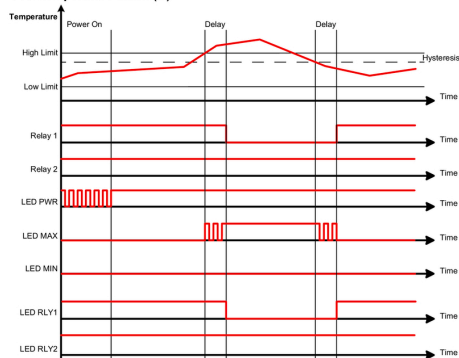 Temperature
Power On
Delay
Delay
High Limit
Hysteresis
Low Limit
Time
Relay 1
Time
Relay 2
Time
LED PWR
Time
LED MAX
Time
LED MIN
Time
LED RLY1
Time
LED RLY2
Time